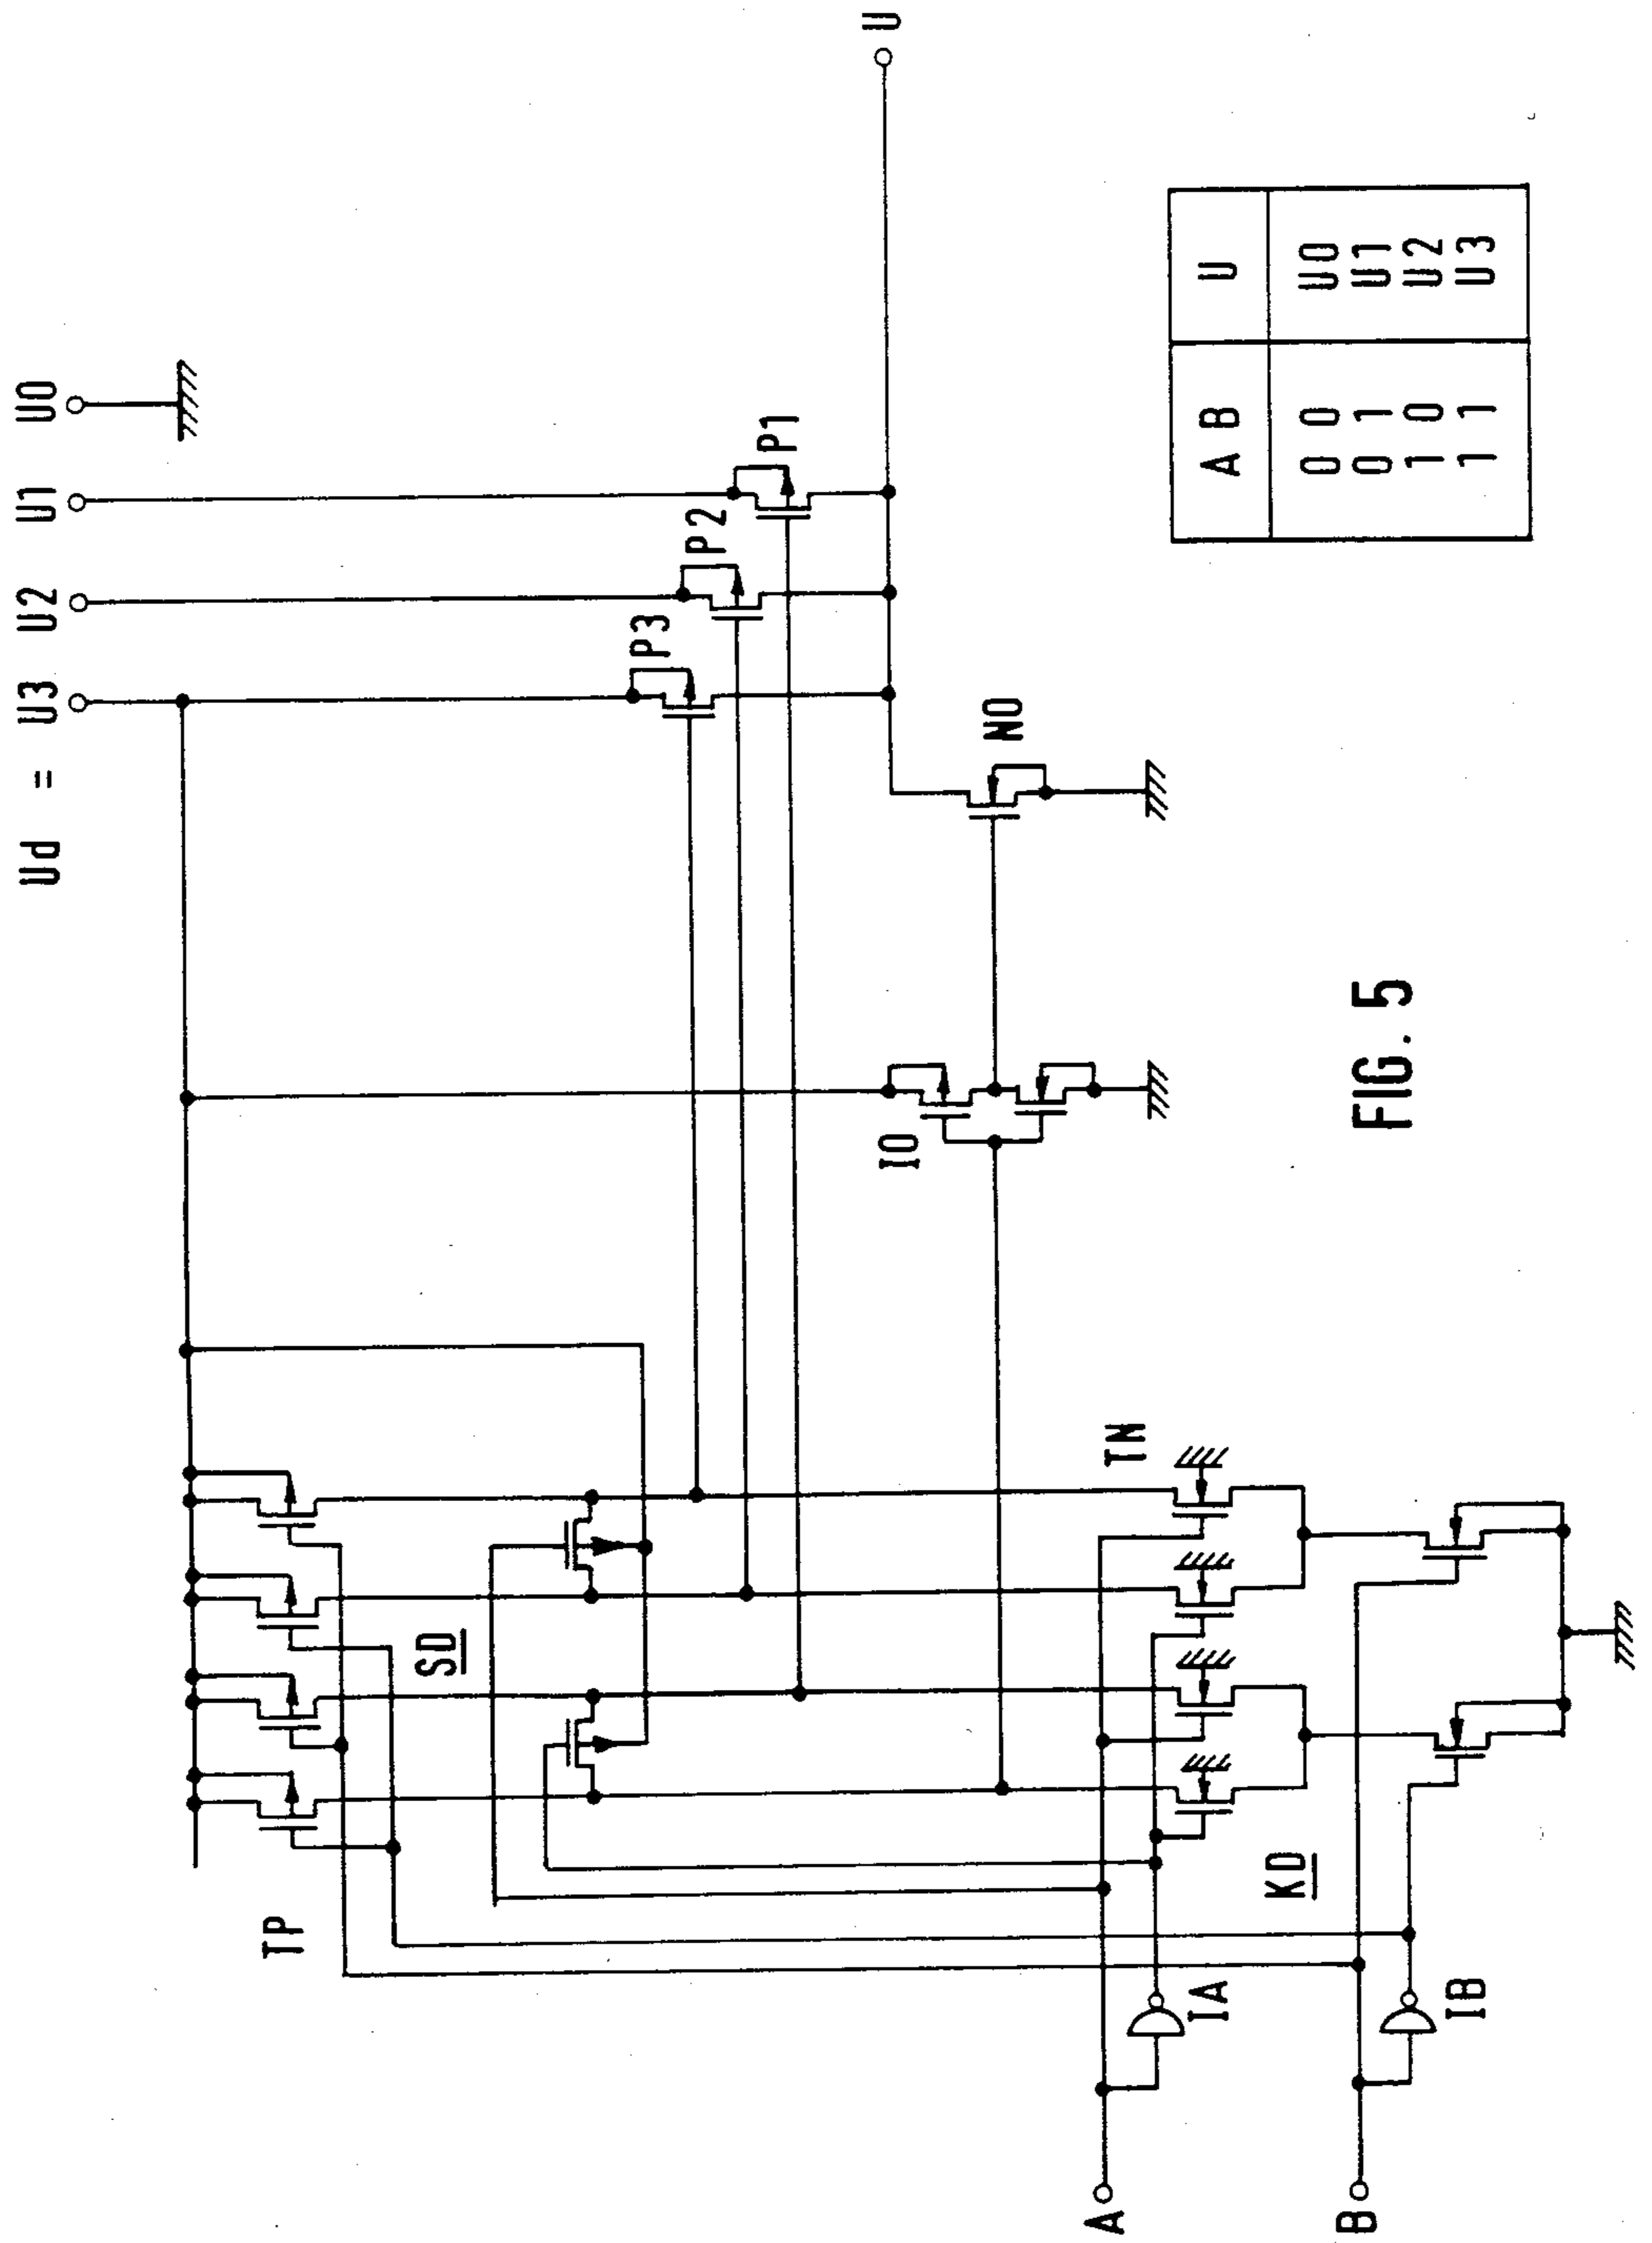 Ud = U3 U2 U1 U0
P3
P2
P1
U
TP
SD
I0
N0
TN
A
IA
KD
B
IB
FIG. 5
A B U
0 0 U0
0 1 U1
1 0 U2
1 1 U3